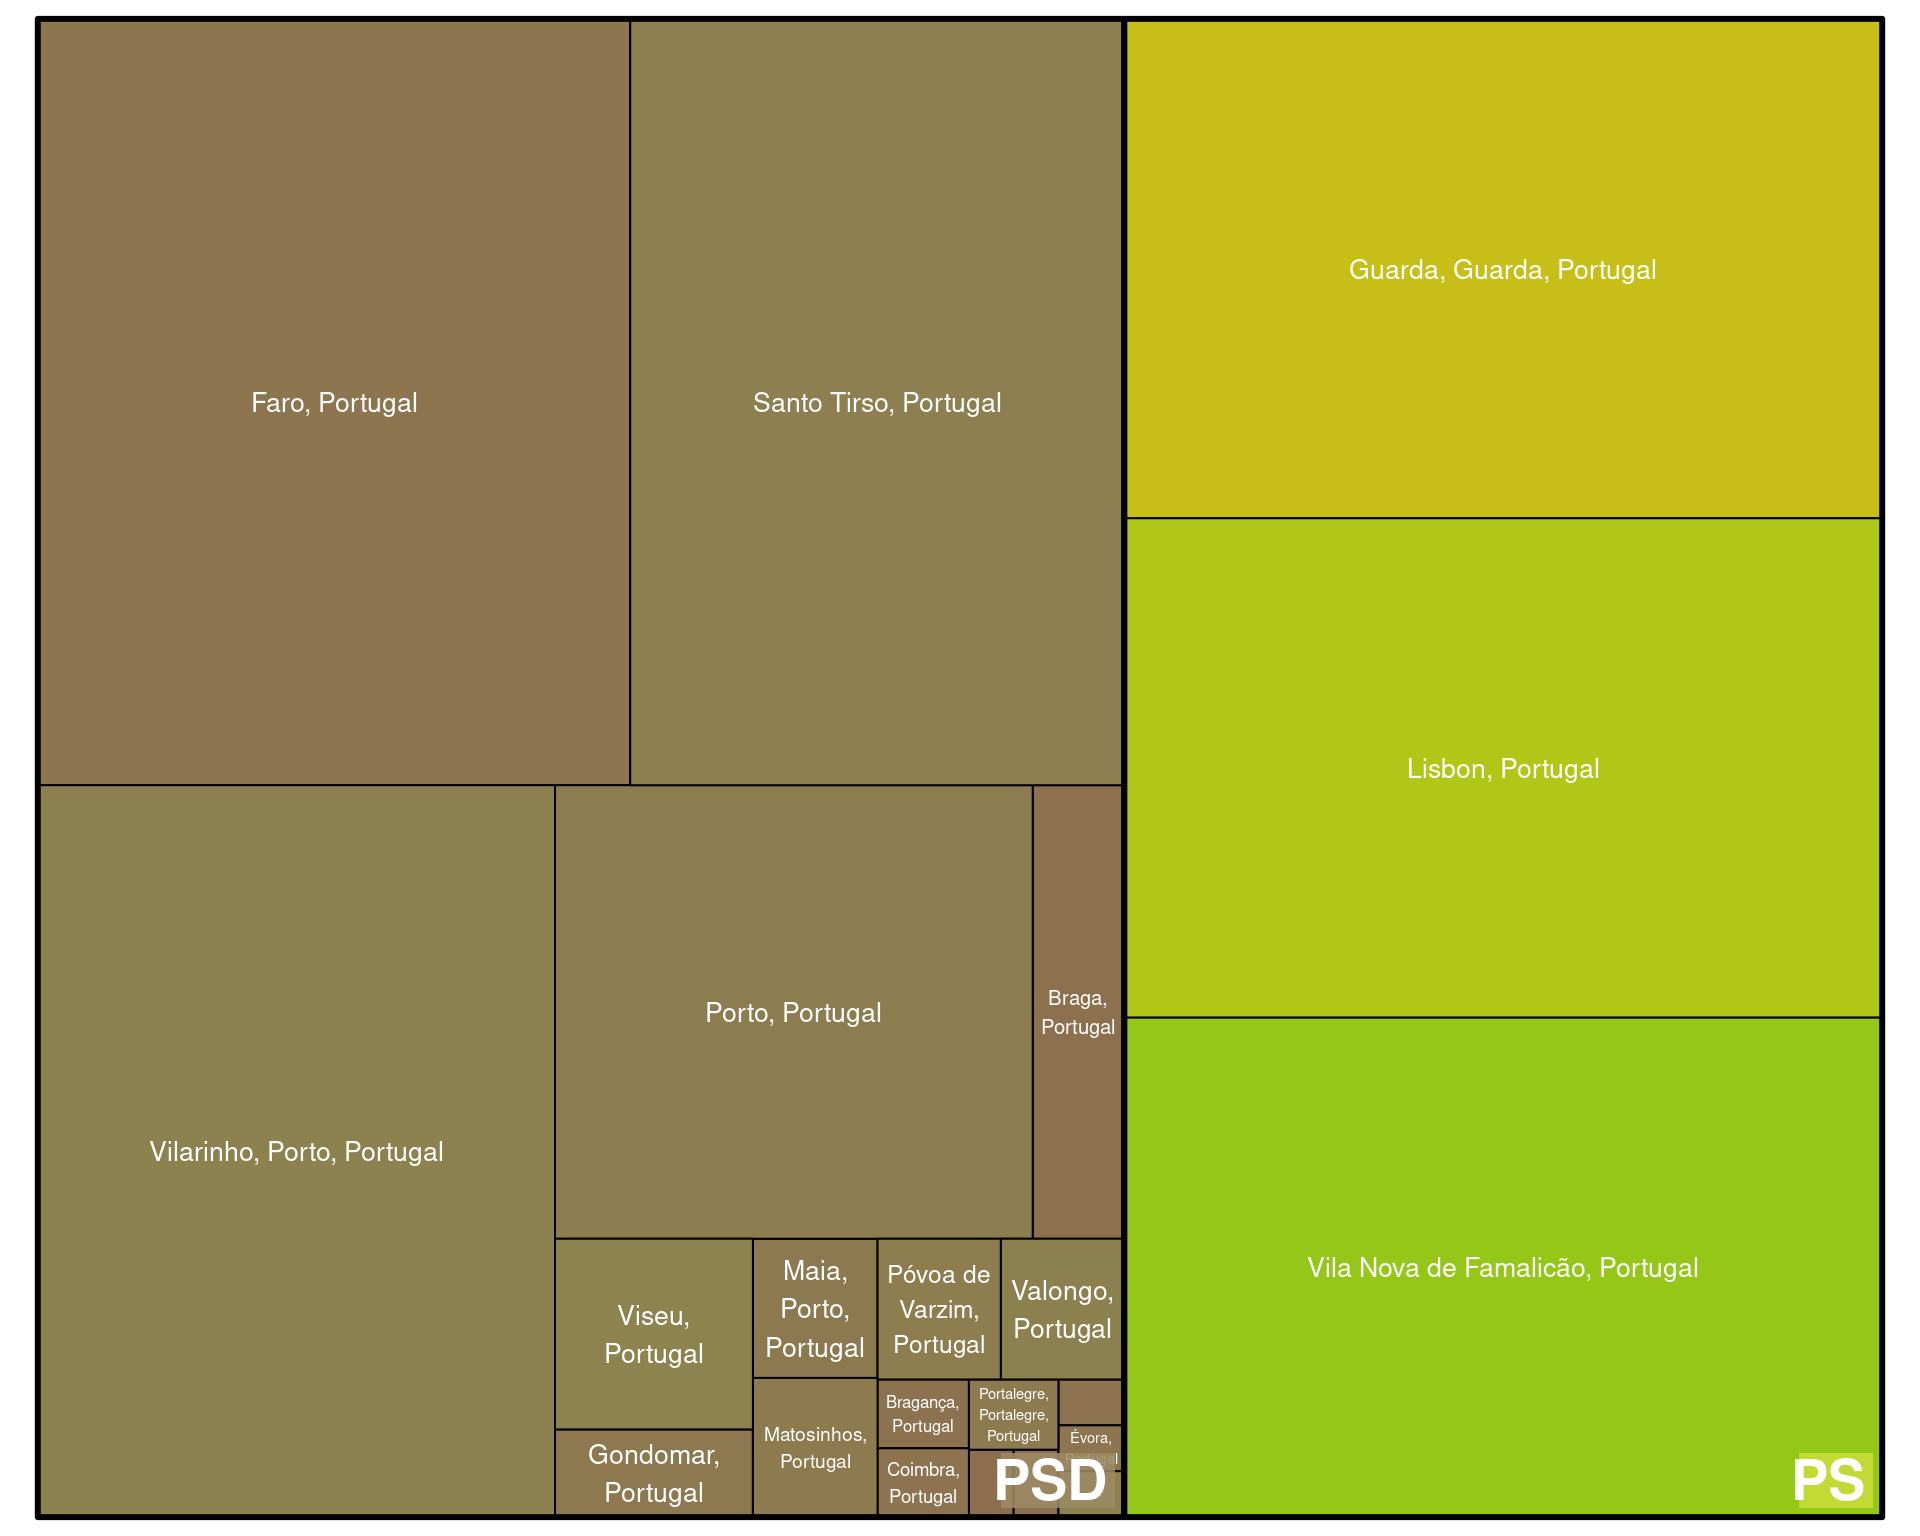 Faro, Portugal
Santo Tirso, Portugal
Guarda, Guarda, Portugal
Lisbon, Portugal
Vilarinho, Porto, Portugal
Porto, Portugal
Braga,
Portugal
Vila Nova de Famalicão, Portugal
Viseu,
Portugal
Maia,
Porto,
Portugal
Póvoa de
Varzim,
Portugal
Valongo,
Portugal
Gondomar,
Portugal
Matosinhos,
Portugal
Bragança,
Portugal
Portalegre,
Portalegre,
Portugal
Évora,
Portugal
Coimbra,
Portugal
PSD
PS